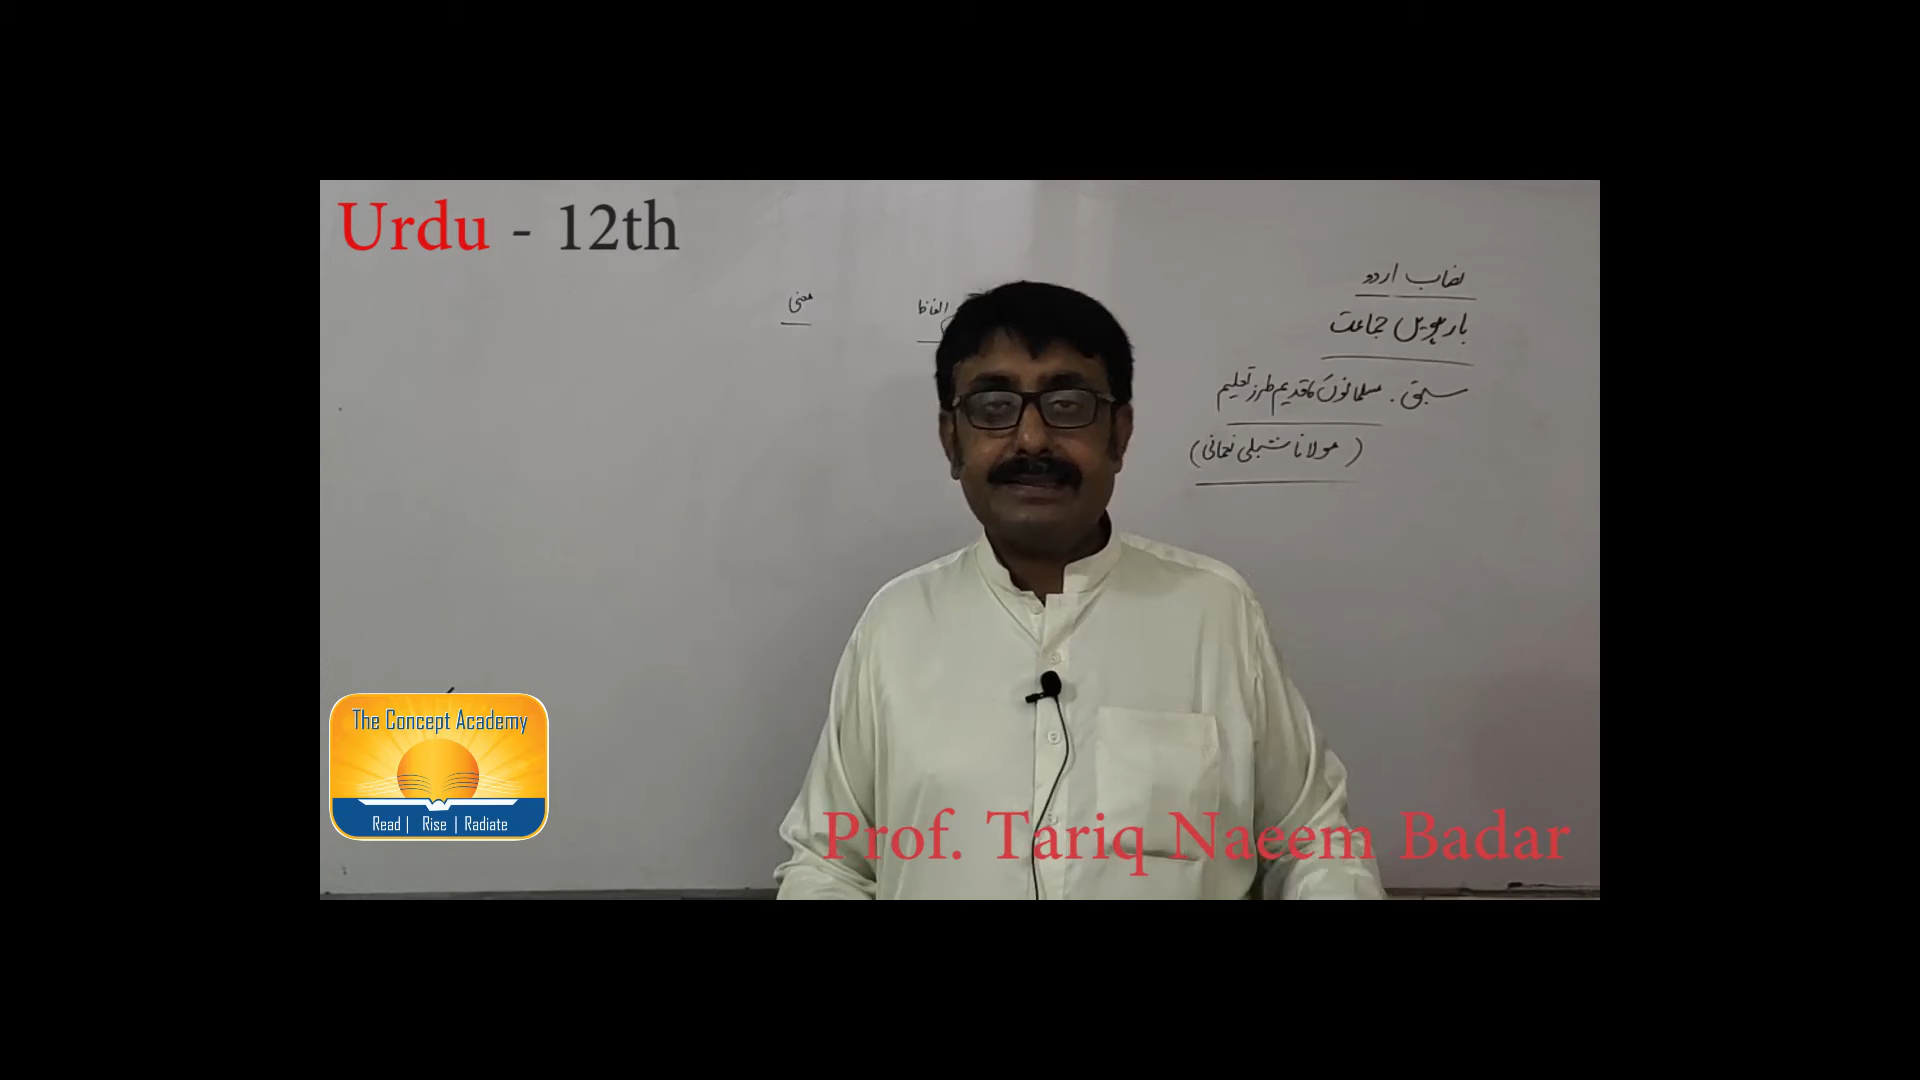 Urdu - 12th
نصاب اردو
بارہویں جماعت
سبق . مسلمانوں کا قدیم طرز تعلیم
(مولانا شبلی نعمانی)
الفاظ
معنی
The Concept Academy
Read | Rise | Radiate
Prof. Tariq Naeem Badar